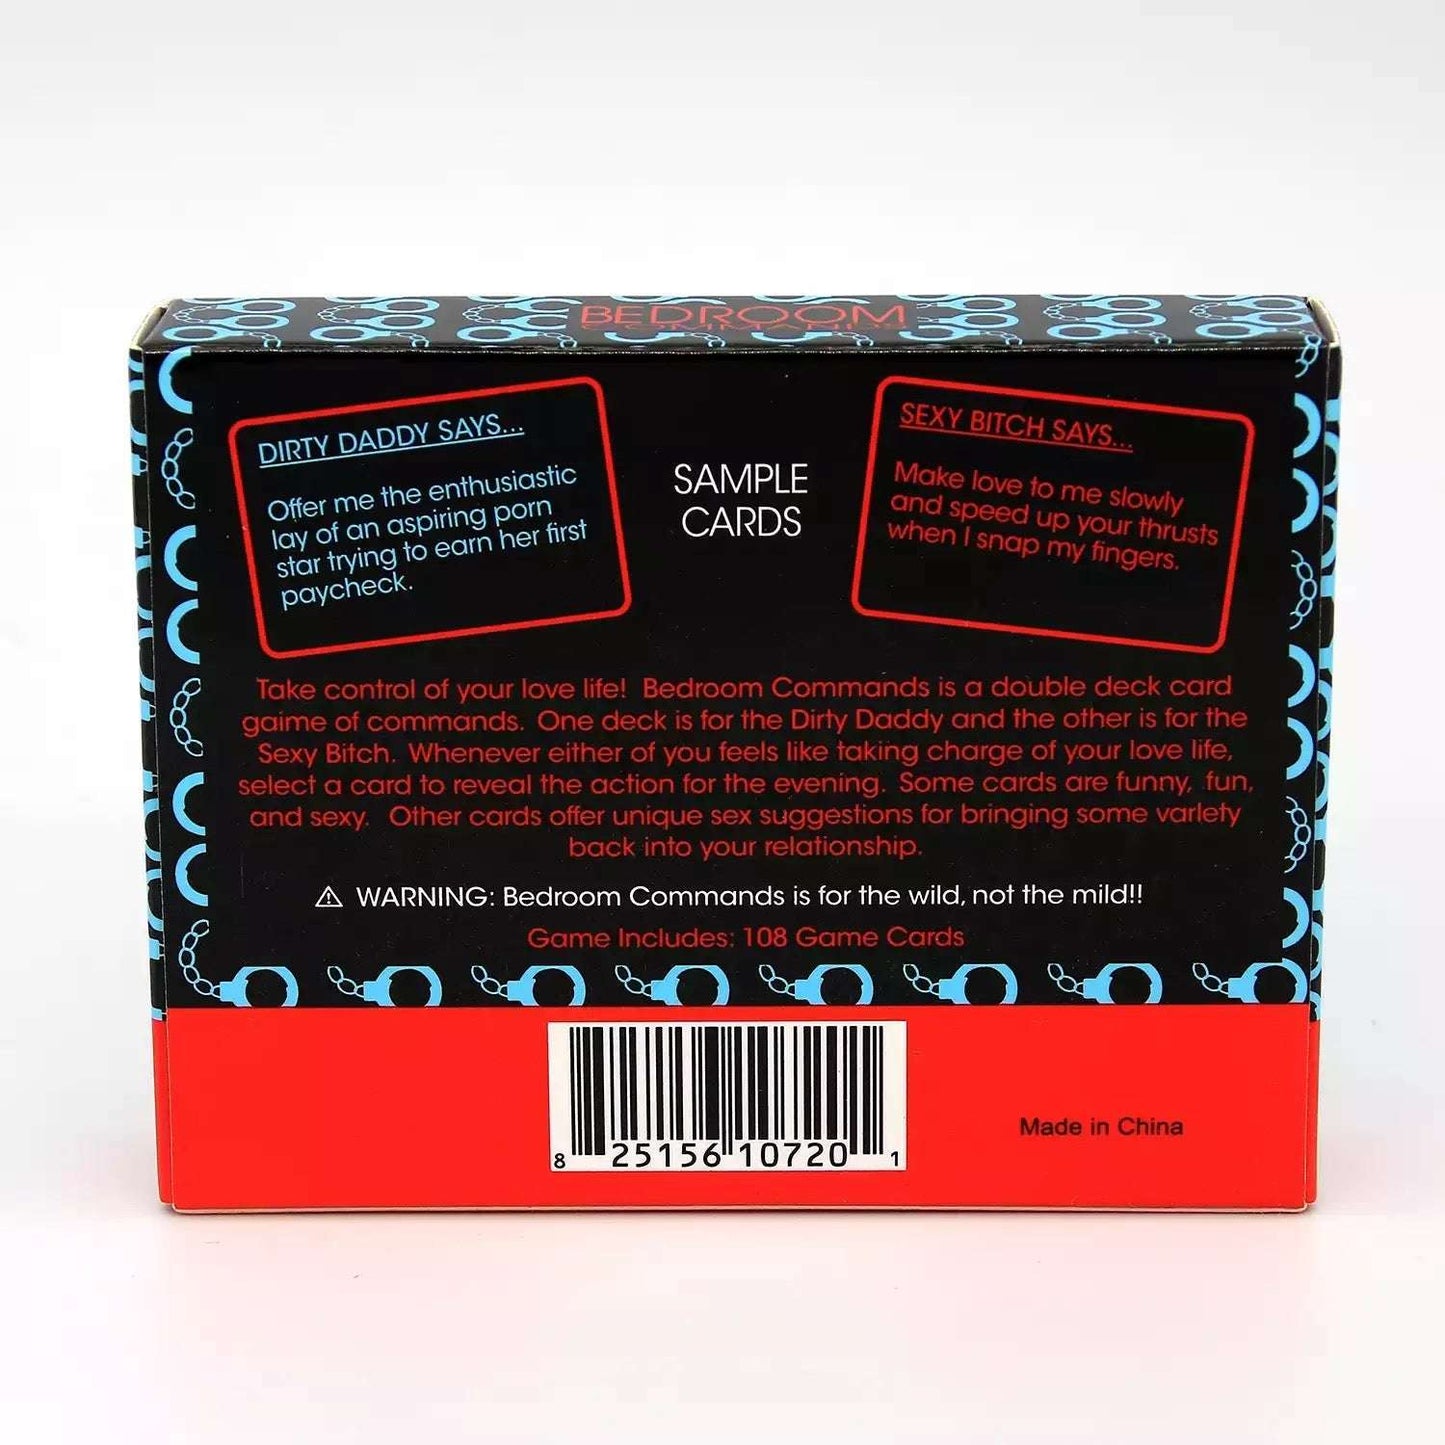 BEDROOM
COMMANDS
DIRTY DADDY SAYS...
Offer me the enthusiastic
lay of an aspiring porn
star trying to earn her first
paycheck.
SAMPLE
CARDS
SEXY BITCH SAYS...
Make love to me slowly
and speed up your thrusts
when I snap my fingers.
Take control of your love life! Bedroom Commands is a double deck card
gaime of commands. One deck is for the Dirty Daddy and the other is for the
Sexy Bitch. Whenever either of you feels like taking charge of your love life,
select a card to reveal the action for the evening. Some cards are funny, fun,
and sexy. Other cards offer unique sex suggestions for bringing some variety
back into your relationship.
⚠ WARNING: Bedroom Commands is for the wild, not the mild!!
Game Includes: 108 Game Cards
8 25156 10720 1
Made in China